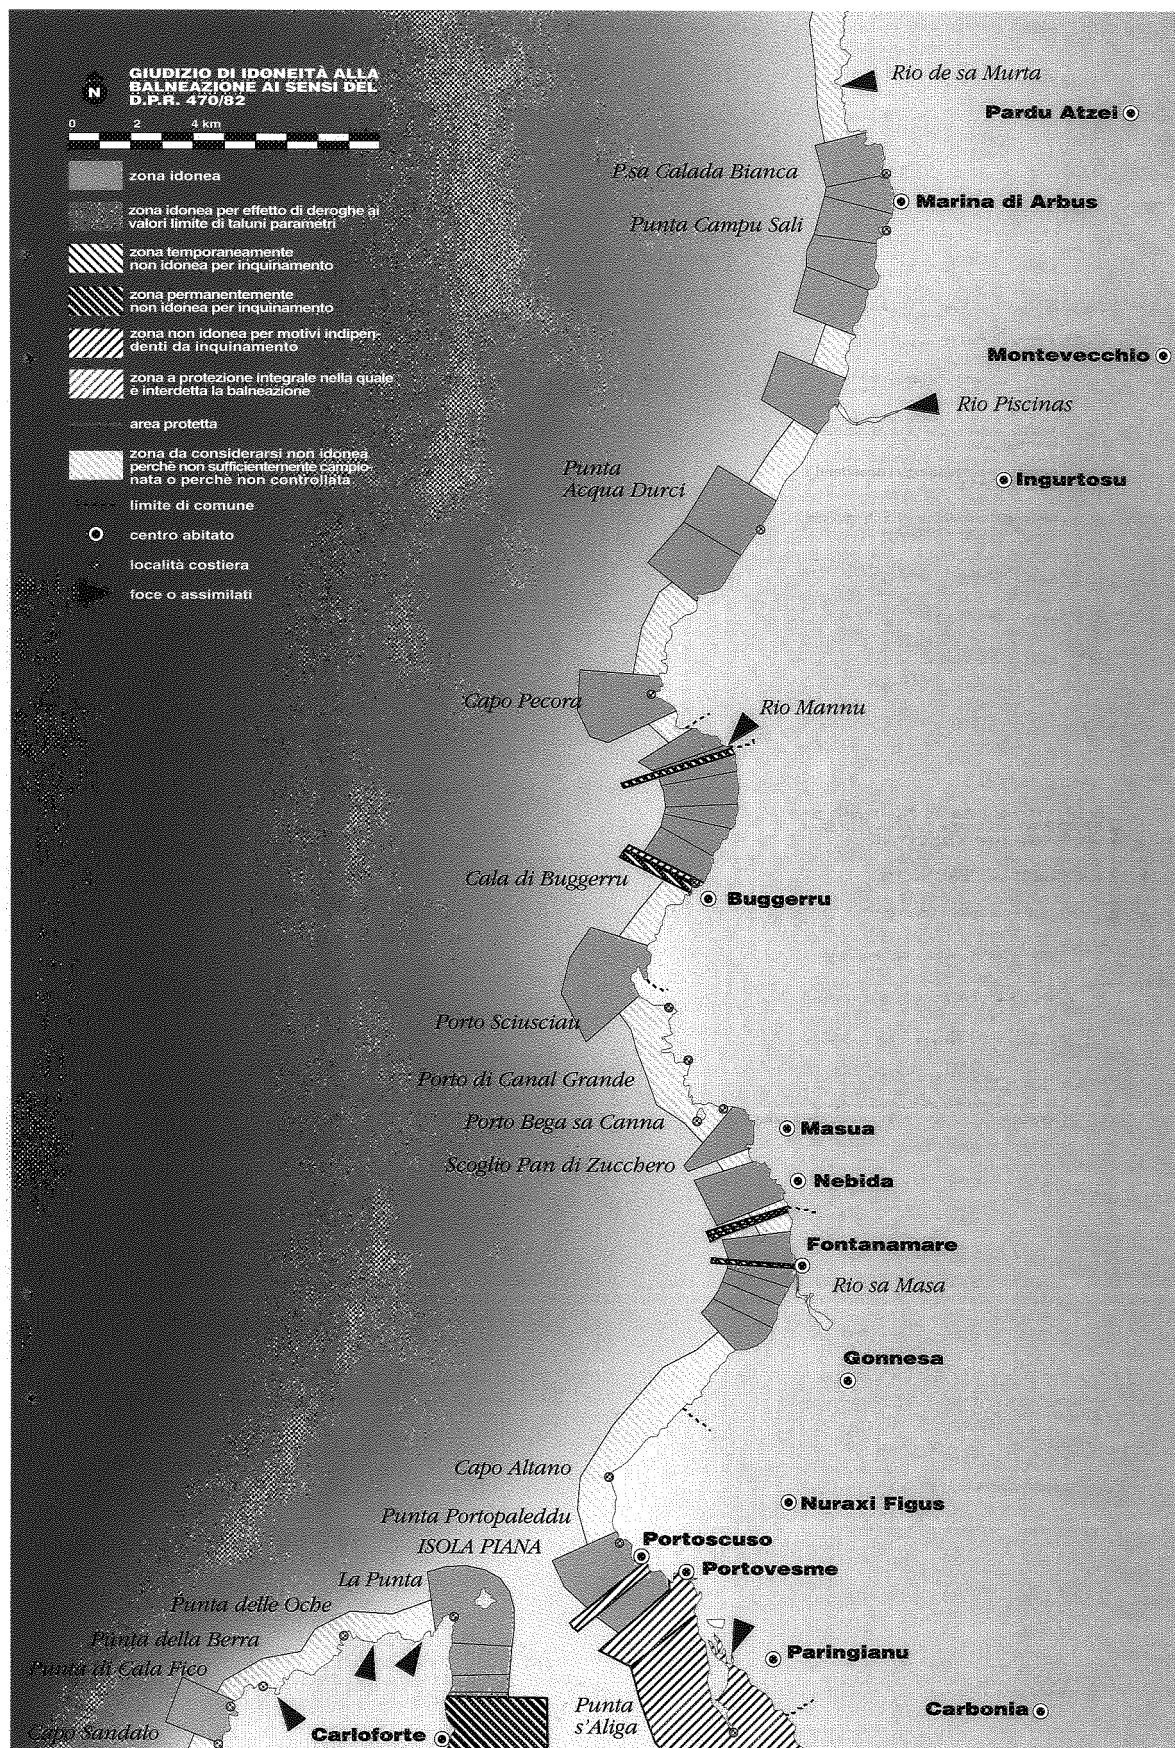 GIUDIZIO DI IDONEITÀ ALLA
BALNEAZIONE AI SENSI DEL
D.P.R. 470/82
N
0 2 4 km
zona idonea
zona idonea per effetto di deroghe ai
valori limite di taluni parametri
zona temporaneamente
non idonea per inquinamento
zona permanentemente
non idonea per inquinamento
zona non idonea per motivi indipen-
denti da inquinamento
zona a protezione integrale nella quale
è interdetta la balneazione
area protetta
zona da considerarsi non idonea
perchè non sufficientemente campio-
nata o perchè non controllata
limite di comune
centro abitato
località costiera
foce o assimilati
Rio de sa Murta
Pardu Atzei
P.sa Calada Bianca
Marina di Arbus
Punta Campu Sali
Montevecchio
Rio Piscinas
Punta
Acqua Durci
Ingurtosu
Capo Pecora
Rio Mannu
Cala di Buggerru
Buggerru
Porto Sciusciau
Porto di Canal Grande
Porto Bega sa Canna
Masua
Scoglio Pan di Zucchero
Nebida
Fontanamare
Rio sa Masa
Gonnesa
Capo Altano
Nuraxi Figus
Punta Portopaleddu
ISOLA PIANA
Portoscuso
Portovesme
La Punta
Punta delle Oche
Punta della Berra
Paringianu
Punta di Cala Fico
Punta
s'Aliga
Carbonia
Capo Sandalo
Carloforte